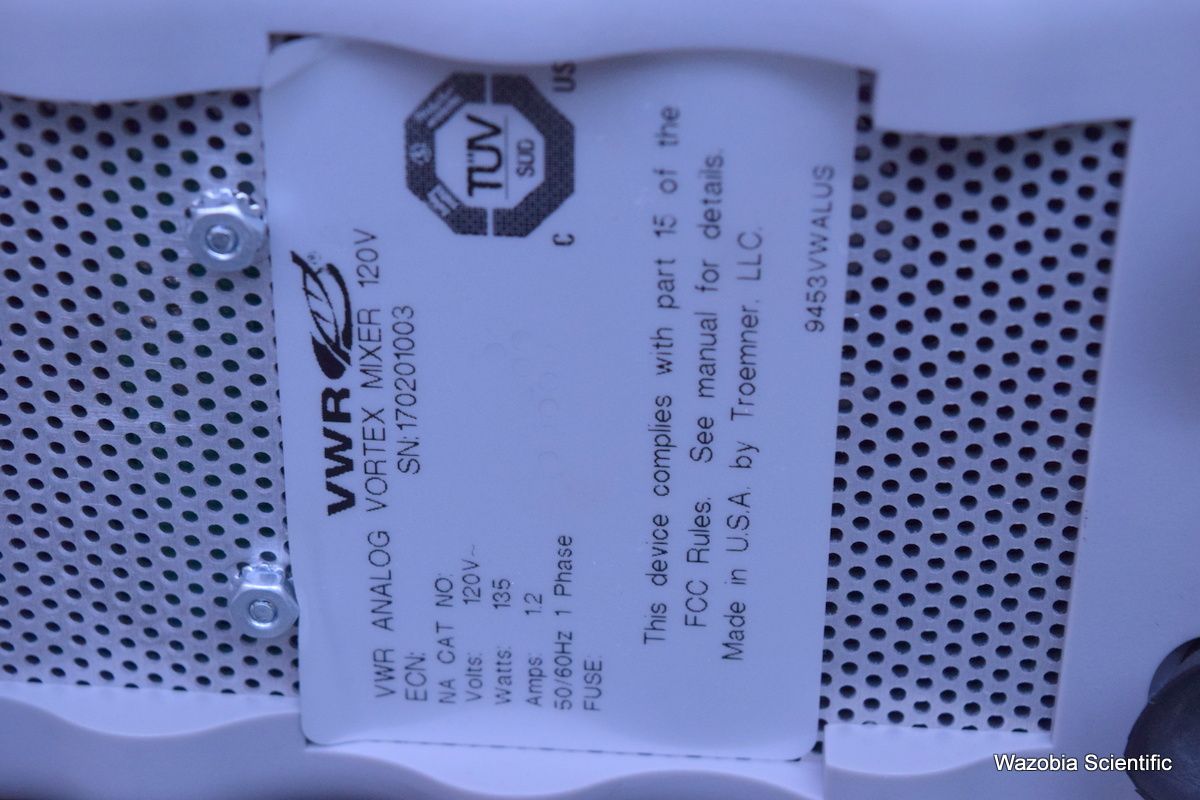 VWR®
VWR ANALOG VORTEX MIXER 120V
ECN: SN:1702201003
NA CAT NO:
Volts: 120V~
Watts: 135
Amps: 1.2
50/60Hz 1 Phase
FUSE:
TÜV
SÜD
C US
This device complies with part 15 of the
FCC Rules. See manual for details.
Made in U.S.A. by Troemner, LLC.
9453VWALUS
Wazobia Scientific